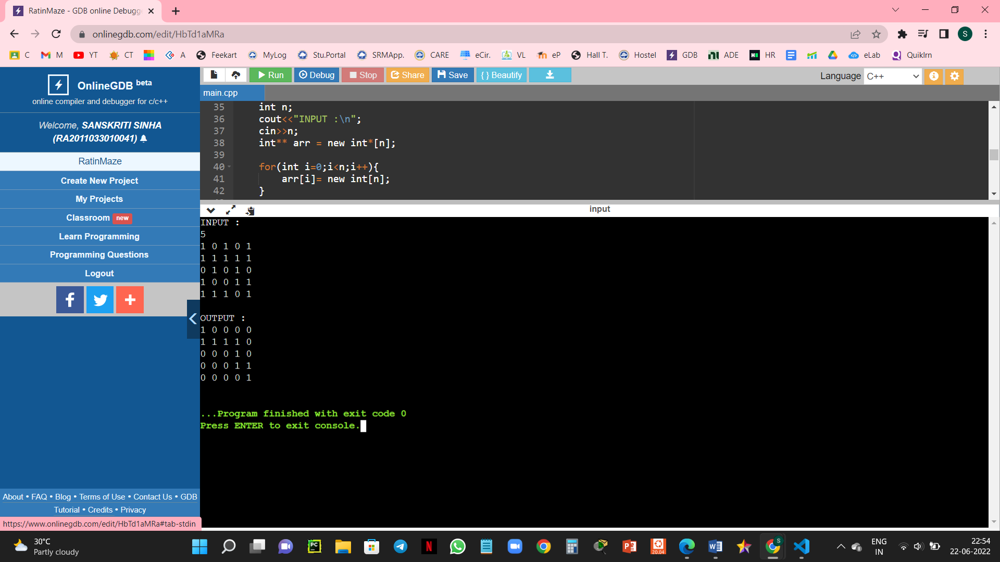 RatinMaze - GDB online Debugge
onlinegdb.com/edit/HbTd1aMRa
S
C M YT CT A Feekart MyLog Stu.Portal SRMApp. CARE eCir. VL eP Hall T. Hostel GDB ADE HR eLab Quiklrn
OnlineGDB beta
online compiler and debugger for c/c++
Welcome, SANSKRITI SINHA
(RA2011033010041)
RatinMaze
Create New Project
My Projects
Classroom new
Learn Programming
Programming Questions
Logout
About • FAQ • Blog • Terms of Use • Contact Us • GDB
Tutorial • Credits • Privacy
https://www.onlinegdb.com/edit/HbTd1aMRa#tab-stdin
Run Debug Stop Share Save { } Beautify
Language C++
main.cpp
35 int n;
36 cout<<"INPUT :\n";
37 cin>>n;
38 int** arr = new int*[n];
39
40 for(int i=0;i<n;i++){
41 arr[i]= new int[n];
42 }
input
INPUT :
5
1 0 1 0 1
1 1 1 1 1
0 1 0 1 0
1 0 0 1 1
1 1 1 0 1
OUTPUT :
1 0 0 0 0
1 1 1 1 0
0 0 0 1 0
0 0 0 1 1
0 0 0 0 1
...Program finished with exit code 0
Press ENTER to exit console.
30°C
Partly cloudy
PC
N
20.04
S
ENG
IN
22:54
22-06-2022